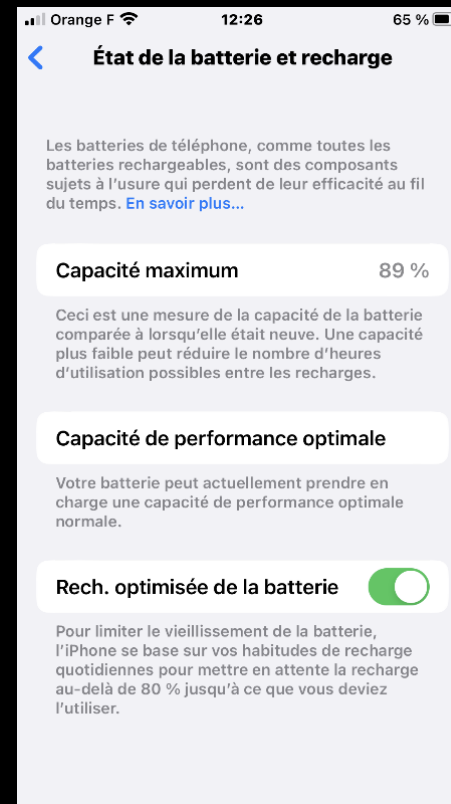 Orange F 12:26 65 %
État de la batterie et recharge
Les batteries de téléphone, comme toutes les
batteries rechargeables, sont des composants
sujets à l'usure qui perdent de leur efficacité au fil
du temps. En savoir plus...
Capacité maximum 89 %
Ceci est une mesure de la capacité de la batterie
comparée à lorsqu'elle était neuve. Une capacité
plus faible peut réduire le nombre d'heures
d'utilisation possibles entre les recharges.
Capacité de performance optimale
Votre batterie peut actuellement prendre en
charge une capacité de performance optimale
normale.
Rech. optimisée de la batterie
Pour limiter le vieillissement de la batterie,
l'iPhone se base sur vos habitudes de recharge
quotidiennes pour mettre en attente la recharge
au-delà de 80 % jusqu'à ce que vous deviez
l'utiliser.